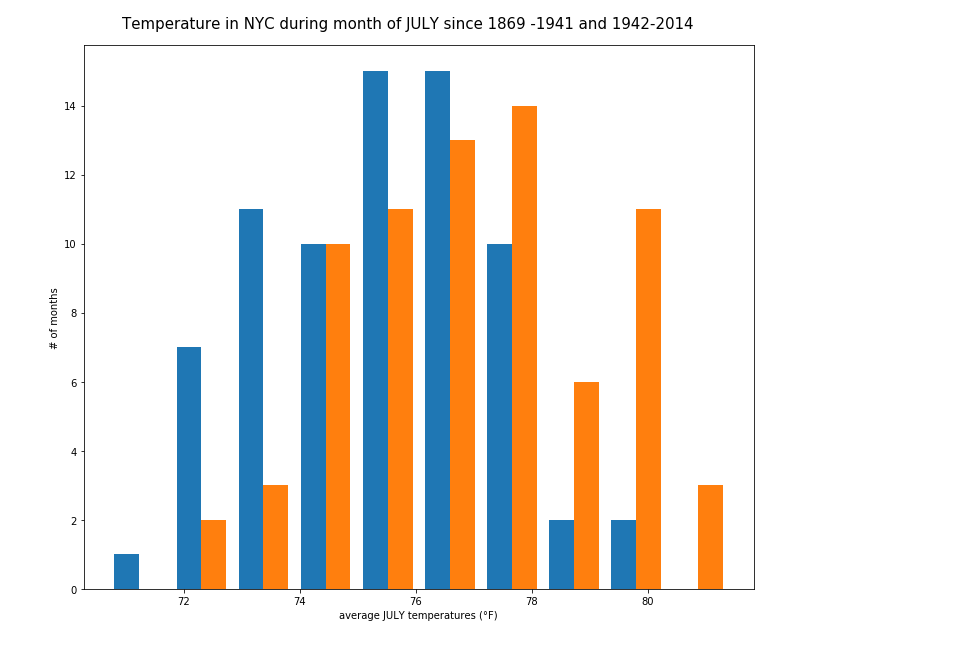 Temperature in NYC during month of JULY since 1869 -1941 and 1942-2014
14
12
10
8
6
4
2
0
# of months
72 74 76 78 80
average JULY temperatures (°F)